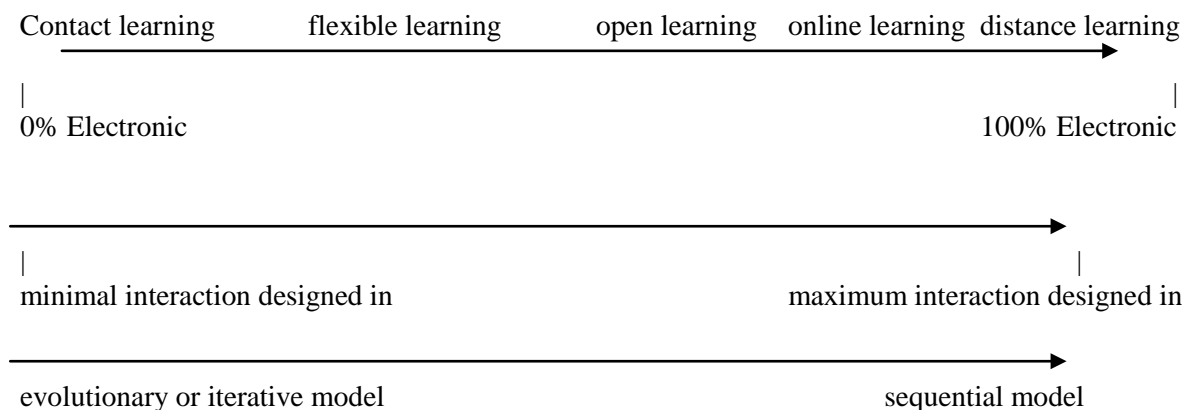 Contact learning flexible learning open learning online learning distance learning
| |
0% Electronic 100% Electronic
| |
minimal interaction designed in maximum interaction designed in
evolutionary or iterative model sequential model